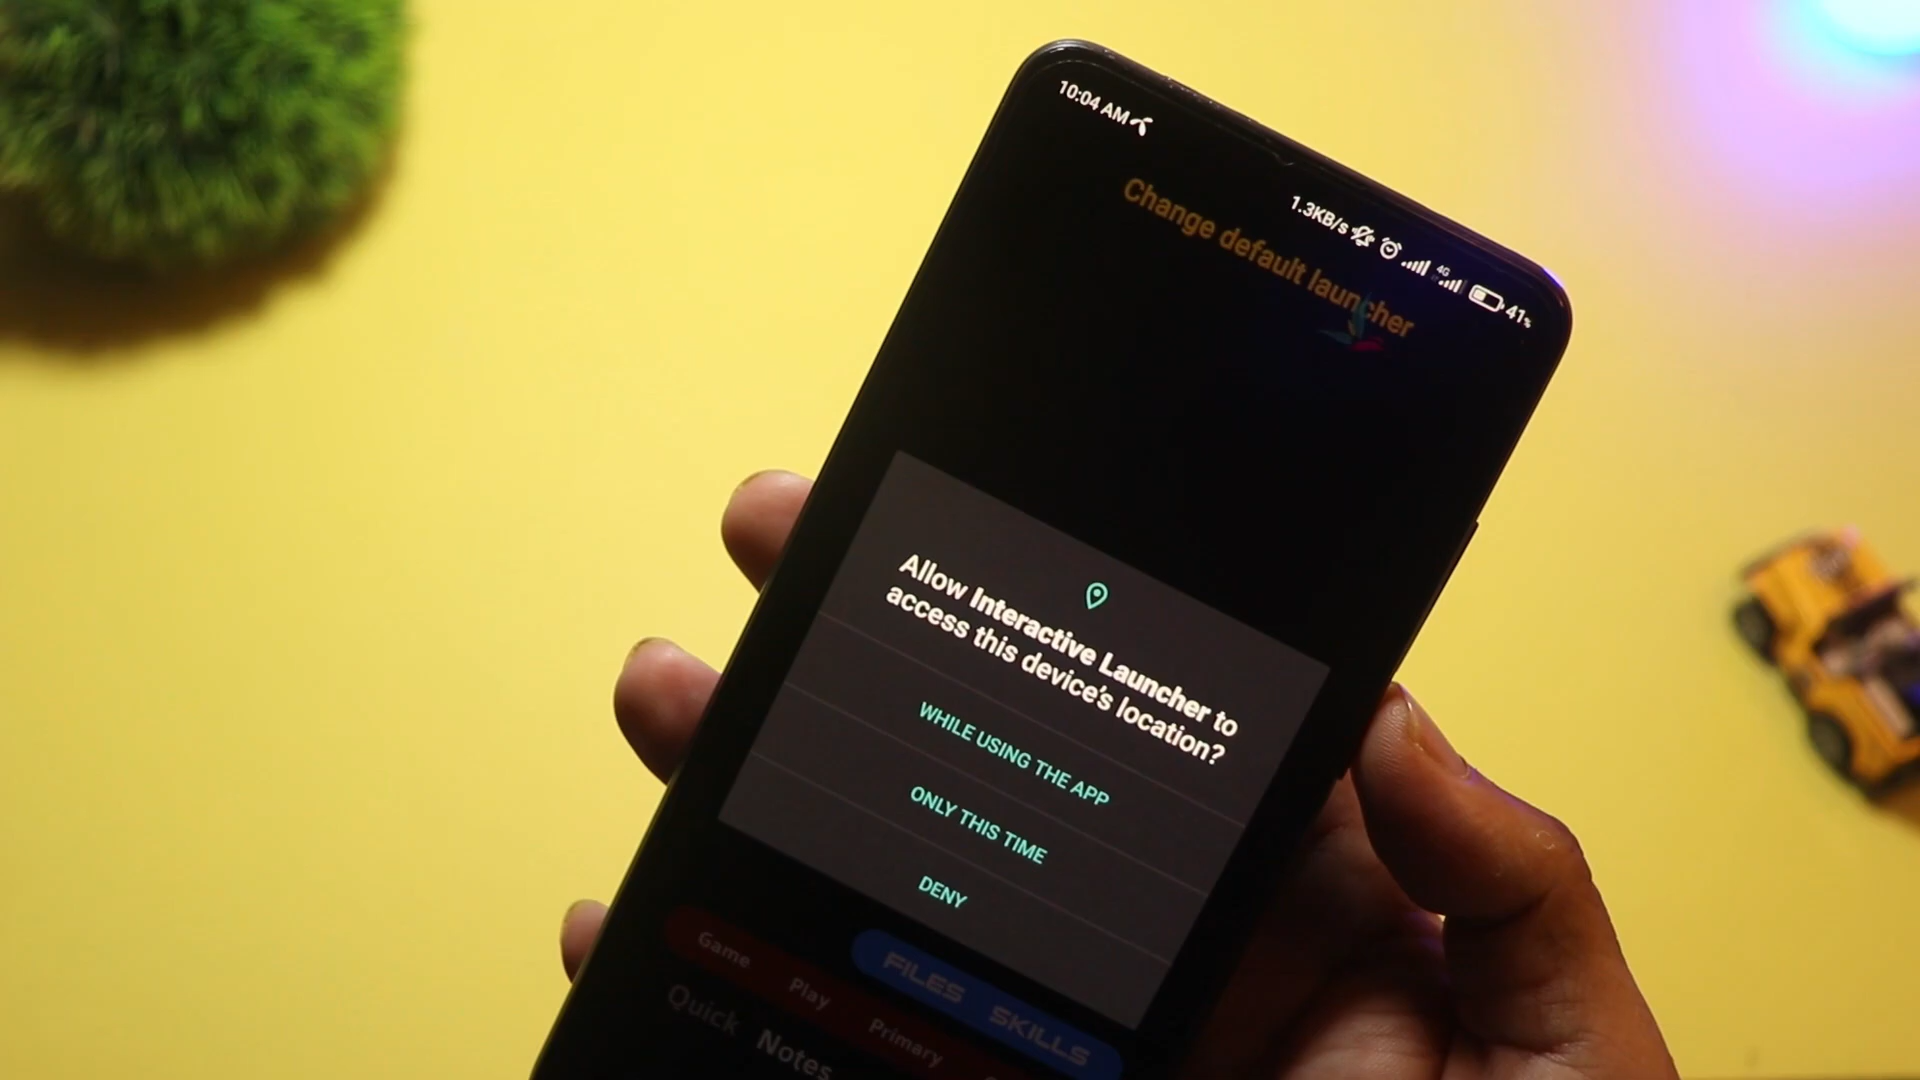 10:04 AM
1.3KB/s 4G 41%
Change default launcher
Allow Interactive Launcher to
access this device's location?
WHILE USING THE APP
ONLY THIS TIME
DENY
Game Play Primary
FILES SKILLS
Quick Notes